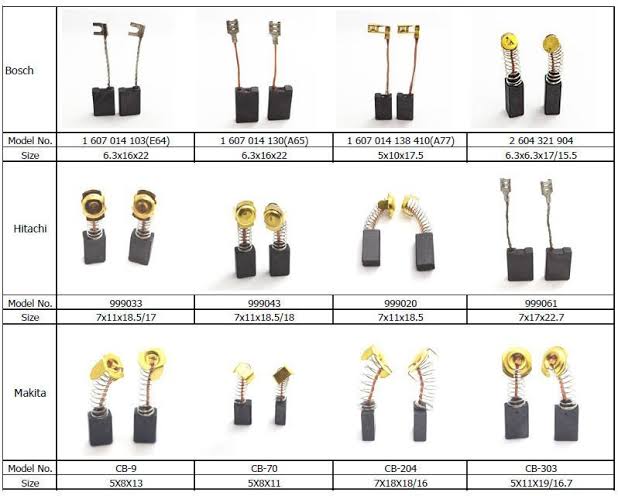 Bosch
Model No. 1 607 014 103(E64) 1 607 014 130(A65) 1 607 014 138 410(A77) 2 604 321 904
Size 6.3x16x22 6.3x16x22 5x10x17.5 6.3x6.3x17/15.5
Hitachi
Model No. 999033 999043 999020 999061
Size 7x11x18.5/17 7x11x18.5/18 7x11x18.5 7x17x22.7
Makita
Model No. CB-9 CB-70 CB-204 CB-303
Size 5X8X13 5X8X11 7X18X18/16 5X11X19/16.7